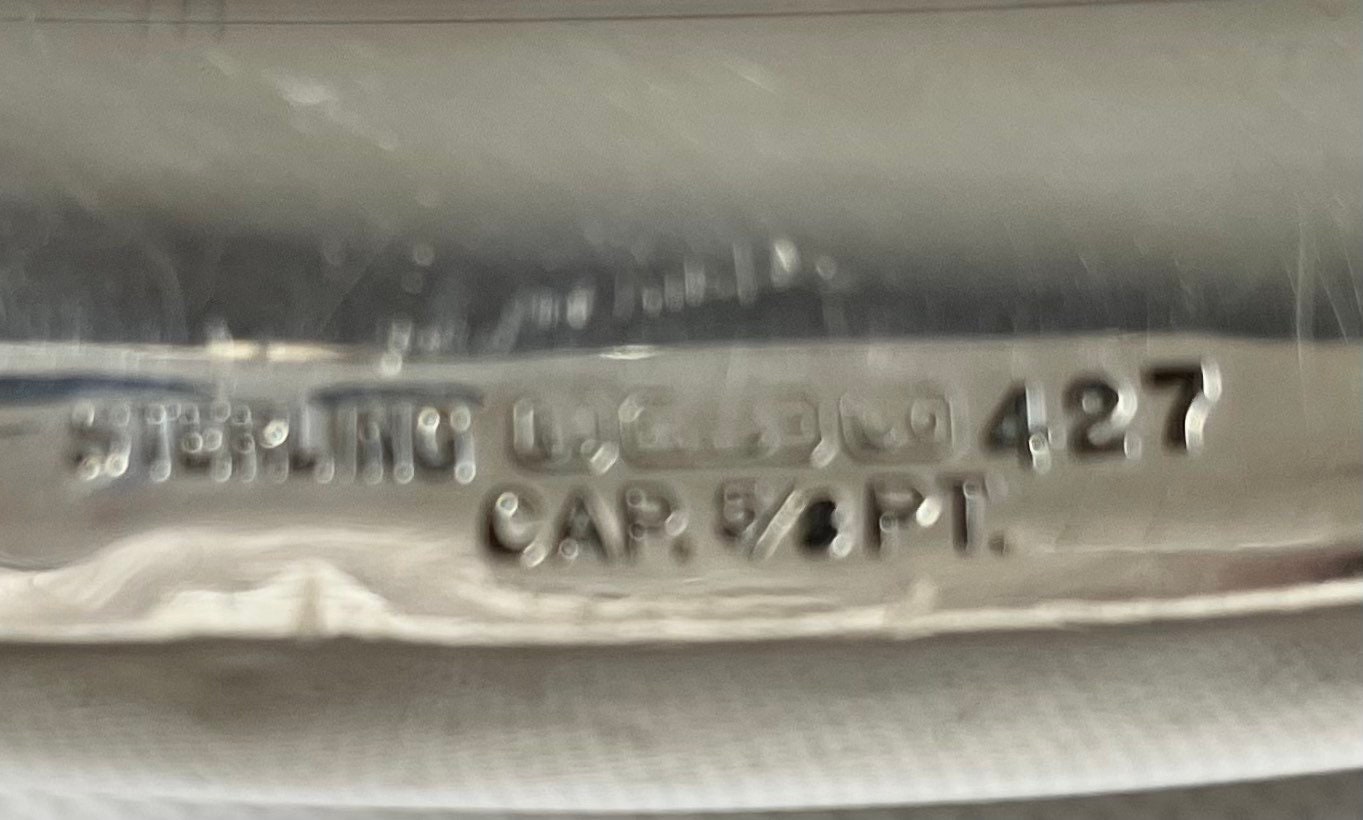 STERLING 427
CAP. 5/8 PT.